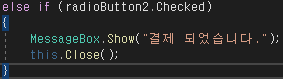 else if (radioButton2.Checked)
{
MessageBox.Show("결제 되었습니다.");
this.Close();
}